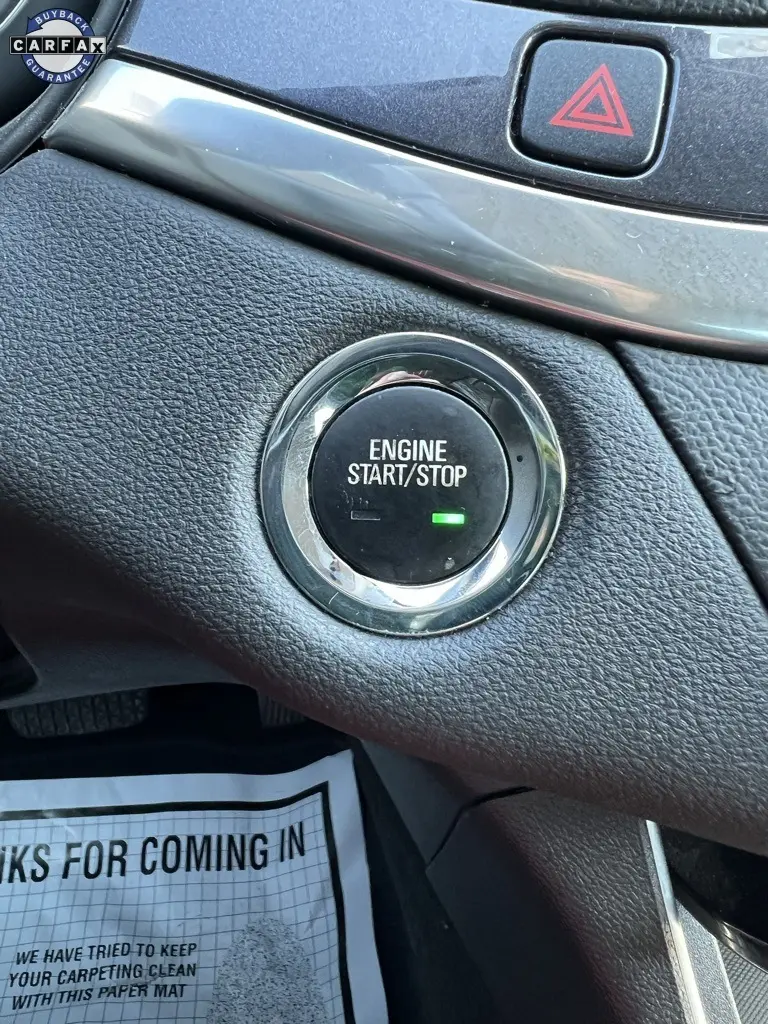 BUYBACK
CARFAX
GUARANTEE
ENGINE
START/STOP
FOR COMING IN
WE HAVE TRIED TO KEEP
YOUR CARPETING CLEAN
WITH THIS PAPER MAT